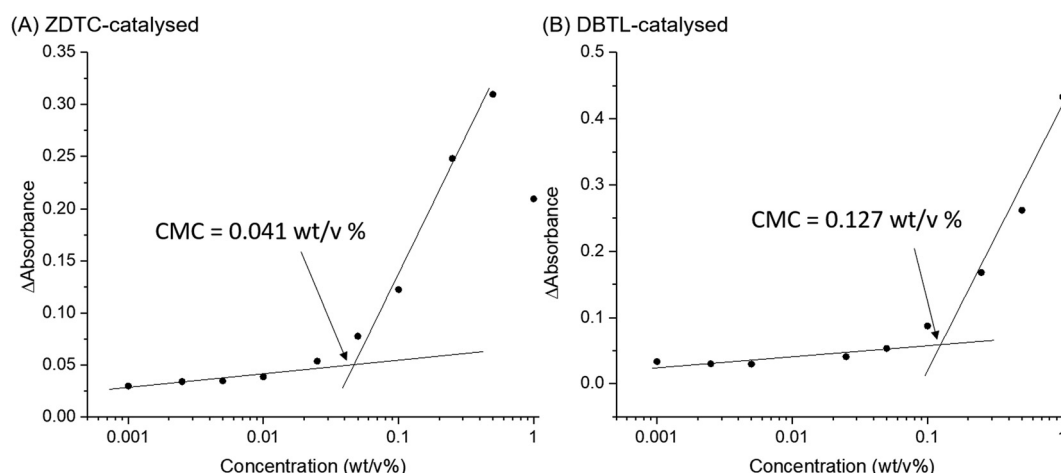 (A) ZDTC-catalysed
0.35
0.30
0.25
0.20
0.15
0.10
0.05
0.00
ΔAbsorbance
CMC = 0.041 wt/v %
0.001
0.01
0.1
1
Concentration (wt/v%)
(B) DBTL-catalysed
0.5
0.4
0.3
0.2
0.1
0.0
ΔAbsorbance
CMC = 0.127 wt/v %
0.001
0.01
0.1
1
Concentration (wt/v%)